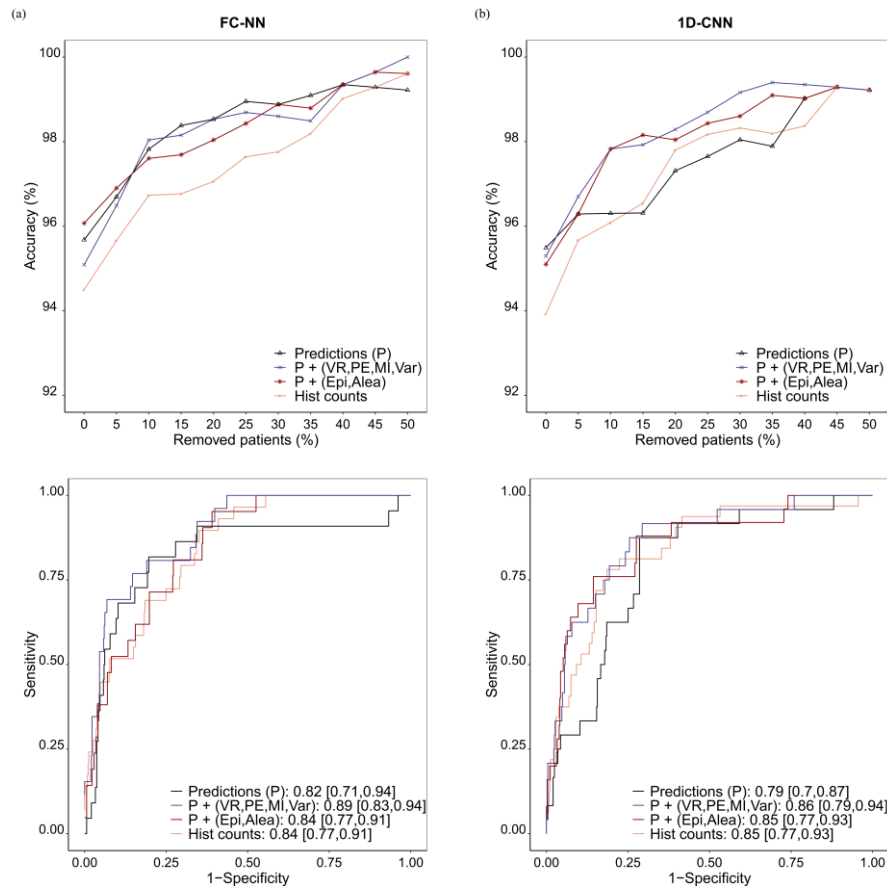 (a)
FC-NN
100
98
96
94
92
Accuracy (%)
Predictions (P)
P + (VR,PE,MI,Var)
P + (Epi,Alea)
Hist counts
0 5 10 15 20 25 30 35 40 45 50
Removed patients (%)
(b)
1D-CNN
100
98
96
94
92
Accuracy (%)
Predictions (P)
P + (VR,PE,MI,Var)
P + (Epi,Alea)
Hist counts
0 5 10 15 20 25 30 35 40 45 50
Removed patients (%)
1.00
0.75
0.50
0.25
0.00
Sensitivity
Predictions (P): 0.82 [0.71,0.94]
P + (VR,PE,MI,Var): 0.89 [0.83,0.94]
P + (Epi,Alea): 0.84 [0.77,0.91]
Hist counts: 0.84 [0.77,0.91]
0.00 0.25 0.50 0.75 1.00
1-Specificity
1.00
0.75
0.50
0.25
0.00
Sensitivity
Predictions (P): 0.79 [0.7,0.87]
P + (VR,PE,MI,Var): 0.86 [0.79,0.94]
P + (Epi,Alea): 0.85 [0.77,0.93]
Hist counts: 0.85 [0.77,0.93]
0.00 0.25 0.50 0.75 1.00
1-Specificity